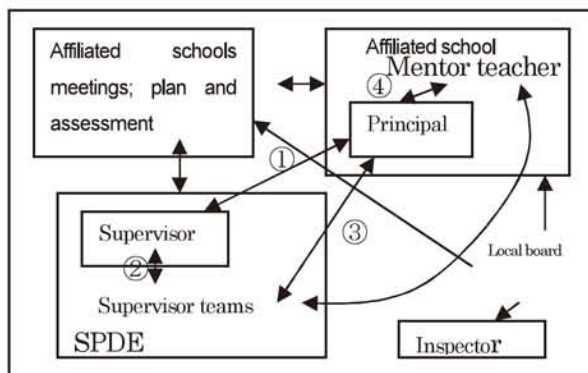 Affiliated schools
meetings; plan and
assessment
Affiliated school
Mentor teacher
④
Principal
①
③
Supervisor
②
Supervisor teams
SPDE
Local board
Inspector